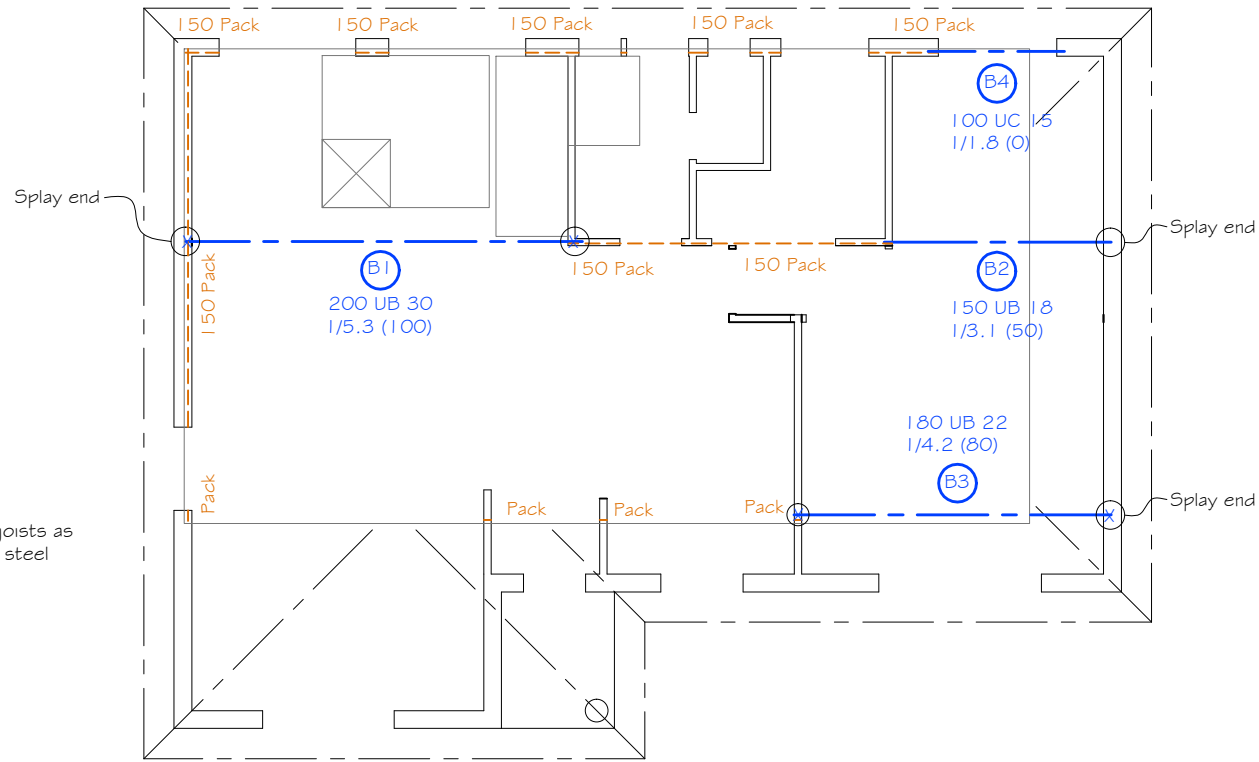 150 Pack
150 Pack
150 Pack
150 Pack
150 Pack
B4
100 UC 15
1/1.8 (0)
Splay end
Splay end
B1
200 UB 30
1/5.3 (100)
150 Pack
150 Pack
150 Pack
B2
150 UB 18
1/3.1 (50)
180 UB 22
1/4.2 (80)
B3
Pack
Pack
Pack
Pack
Splay end
joists as
steel